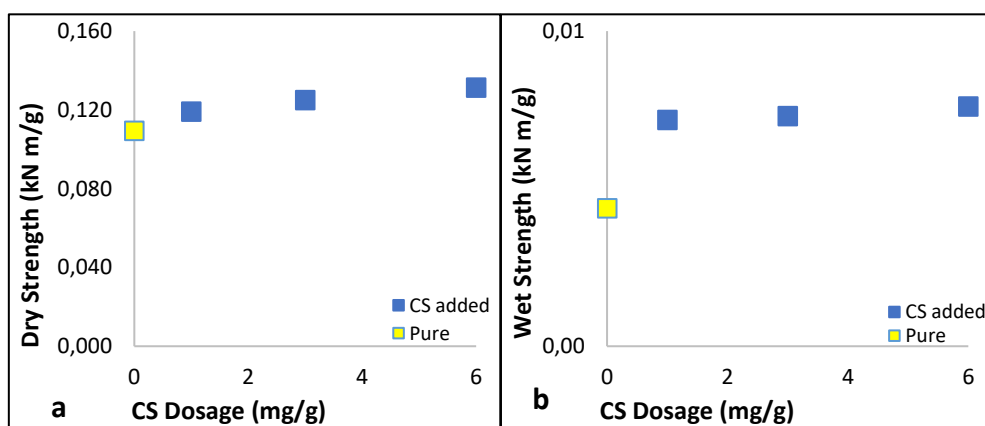 Dry Strength (kN m/g)
0,160
0,120
0,080
0,040
0,000
CS added
Pure
0
2
4
6
a
CS Dosage (mg/g)
Wet Strength (kN m/g)
0,01
0,00
CS added
Pure
0
2
4
6
b
CS Dosage (mg/g)